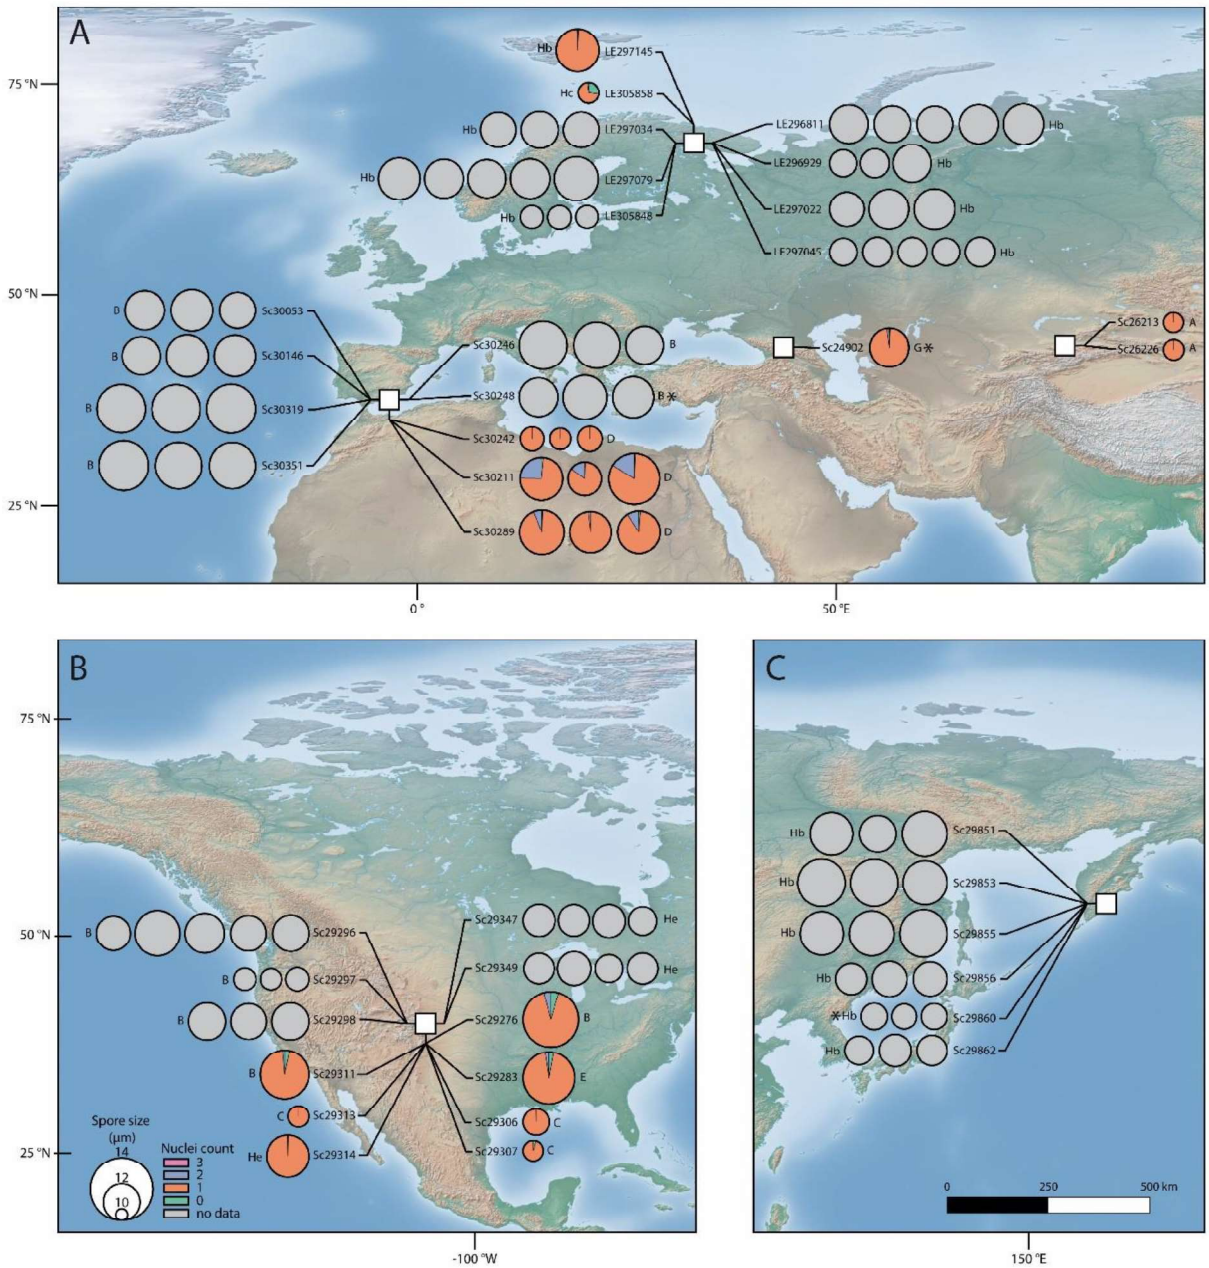 A
75 °N
50 °N
25 °N
0 °
50 °E
Hb LE297145
Hc LE305858
Hb LE297034
Hb LE297079
Hb LE305848
LE296811 Hb
LE296929 Hb
LE297022 Hb
LE297045 Hb
D Sc30053
B Sc30146
B Sc30319
B Sc30351
Sc30246 B
Sc30248 B*
Sc30242 D
Sc30211 D
Sc30289 D
Sc24902 G*
Sc26213 A
Sc26226 A
B
75 °N
50 °N
25 °N
-100 °W
B Sc29296
B Sc29297
B Sc29298
B Sc29311
C Sc29313
He Sc29314
Sc29347 He
Sc29349 He
Sc29276 B
Sc29283 E
Sc29306 C
Sc29307 C
Spore size
(µm)
14
12
10
Nuclei count
3
2
1
0
no data
C
Hb Sc29851
Hb Sc29853
Hb Sc29855
Hb Sc29856
*Hb Sc29860
Hb Sc29862
0 250 500 km
150 °E